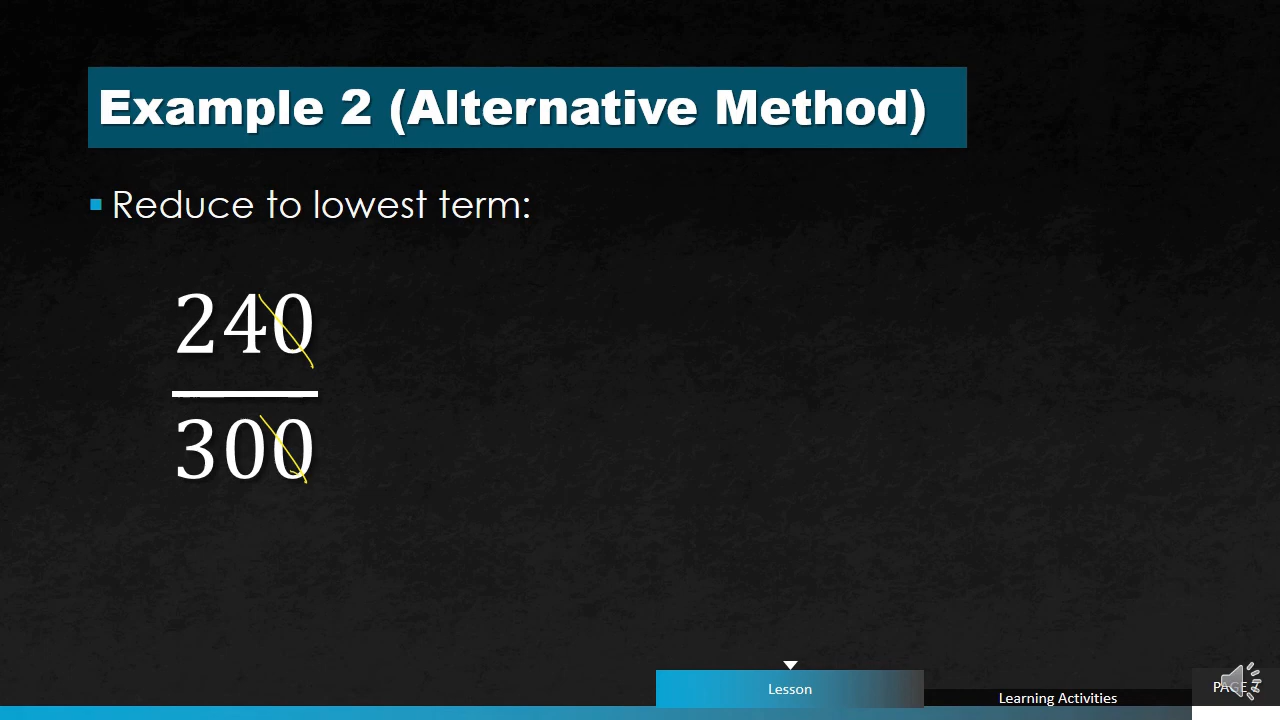 Example 2 (Alternative Method)
Reduce to lowest term:
240
300
Lesson
Learning Activities